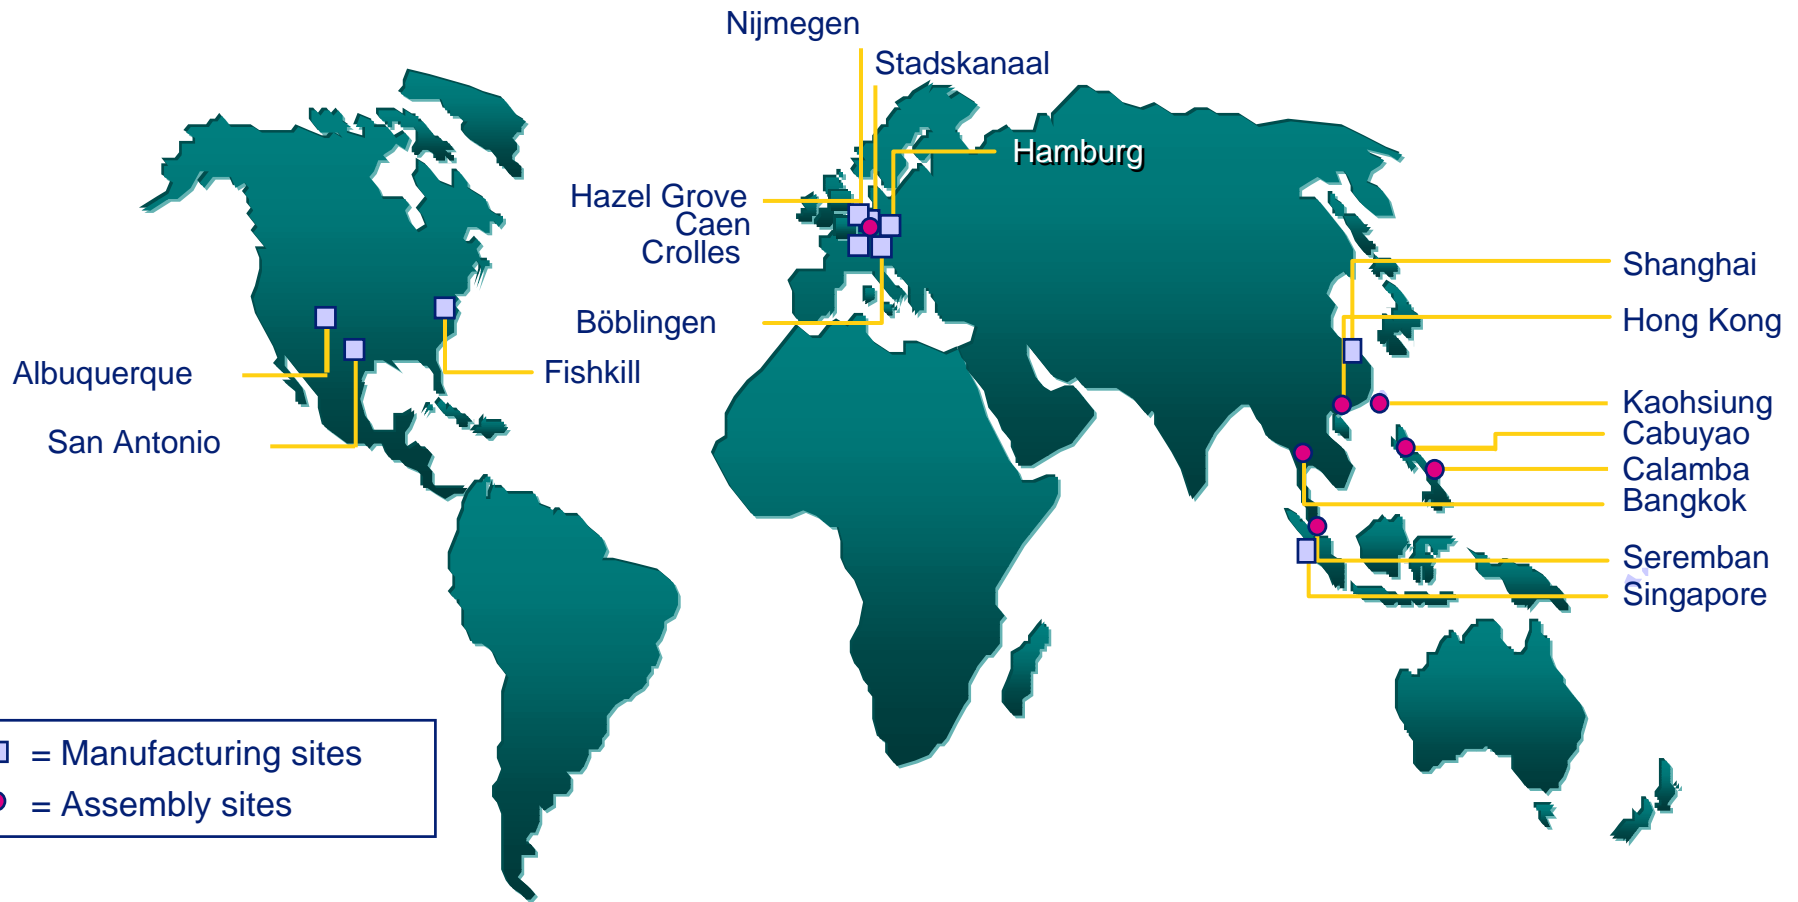 Nijmegen
Stadskanaal
Hamburg
Hazel Grove
Caen
Crolles
Böblingen
Albuquerque
San Antonio
Fishkill
Shanghai
Hong Kong
Kaohsiung
Cabuyao
Calamba
Bangkok
Seremban
Singapore
= Manufacturing sites
= Assembly sites